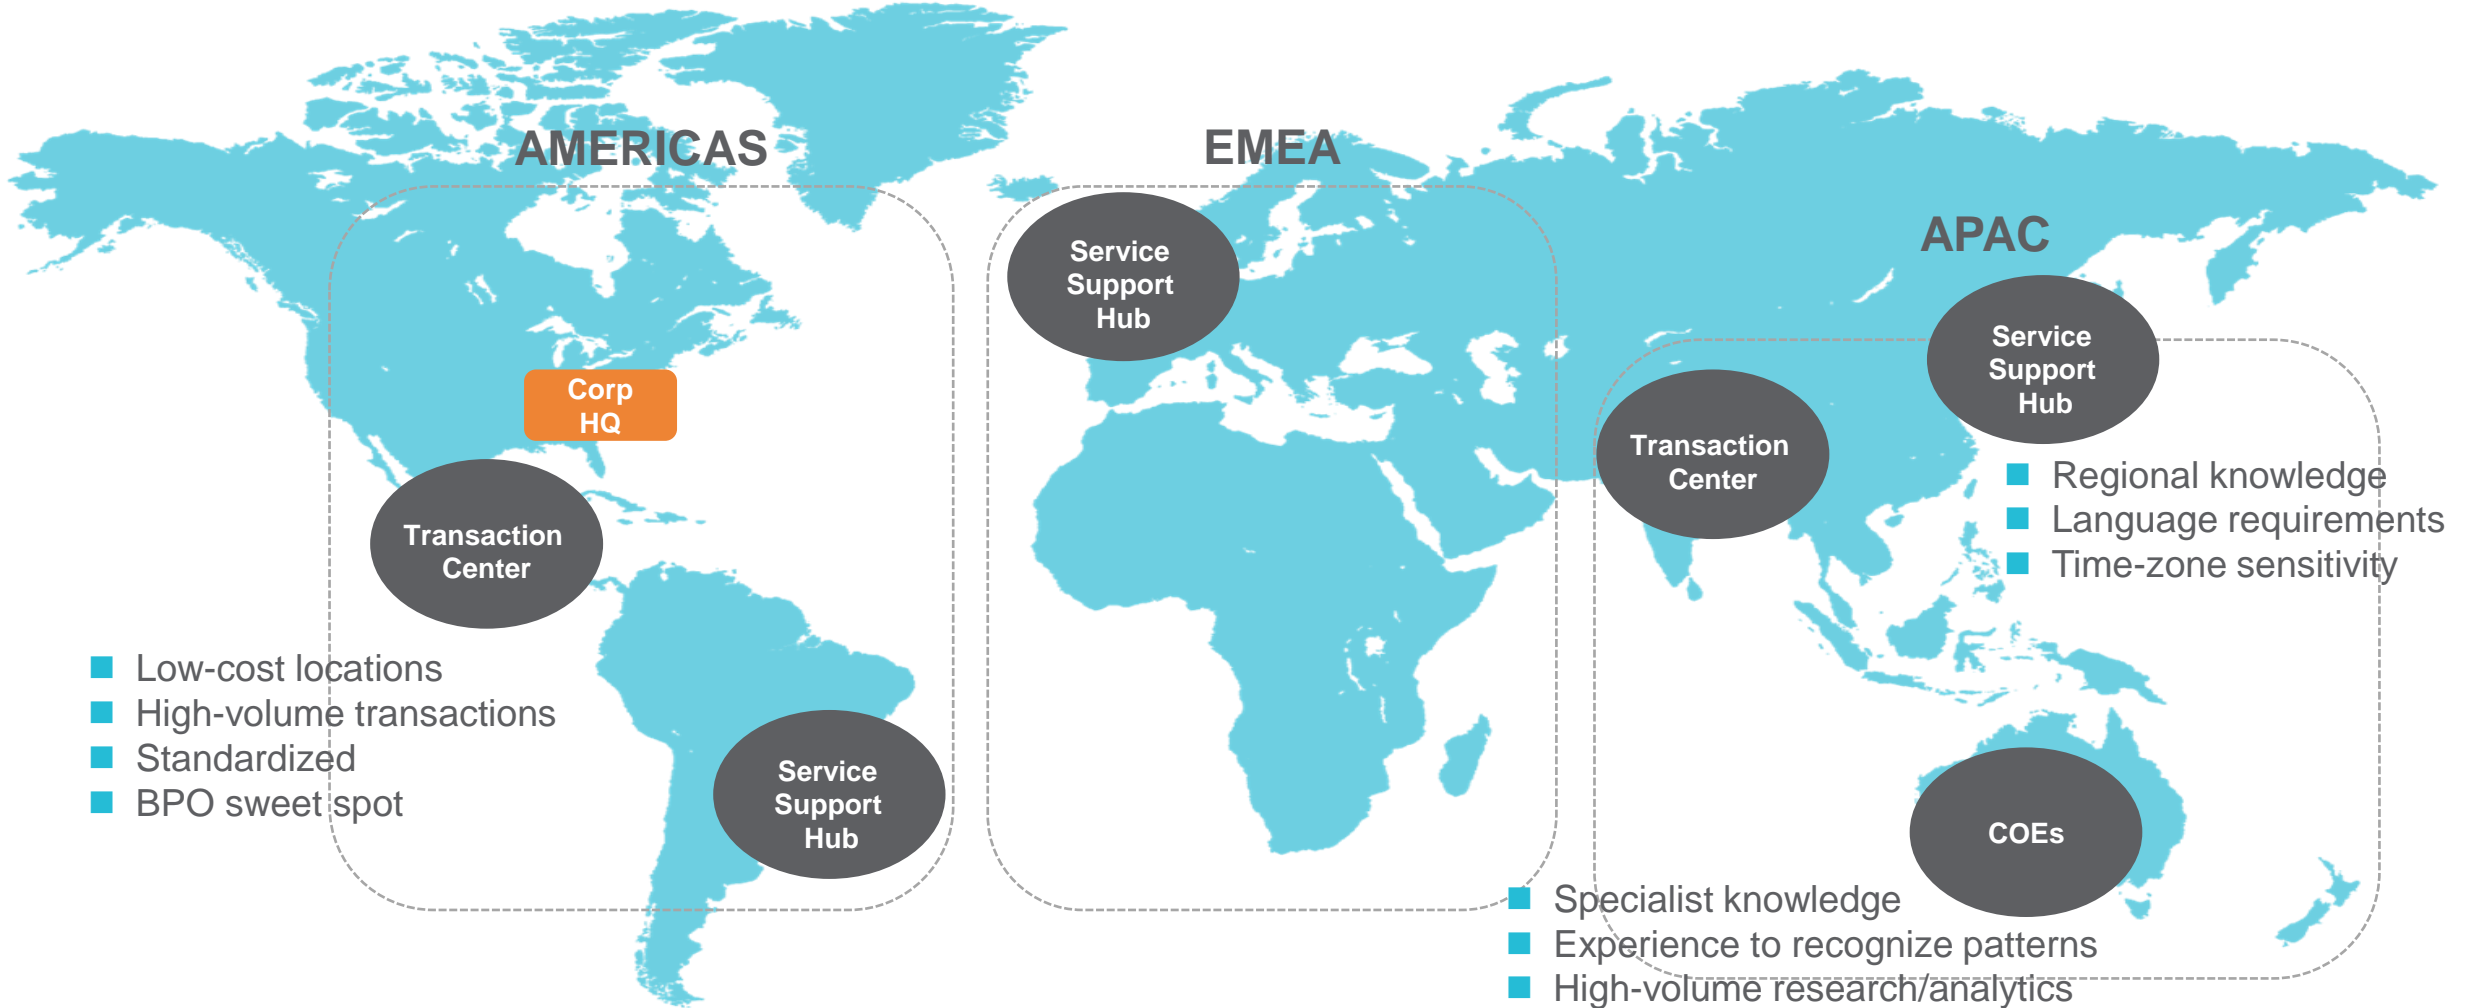 AMERICAS
EMEA
APAC
Service
Support
Hub
Service
Support
Hub
Corp
HQ
Transaction
Center
Transaction
Center
Regional knowledge
Language requirements
Time-zone sensitivity
Low-cost locations
High-volume transactions
Standardized
BPO sweet spot
Service
Support
Hub
COEs
Specialist knowledge
Experience to recognize patterns
High-volume research/analytics